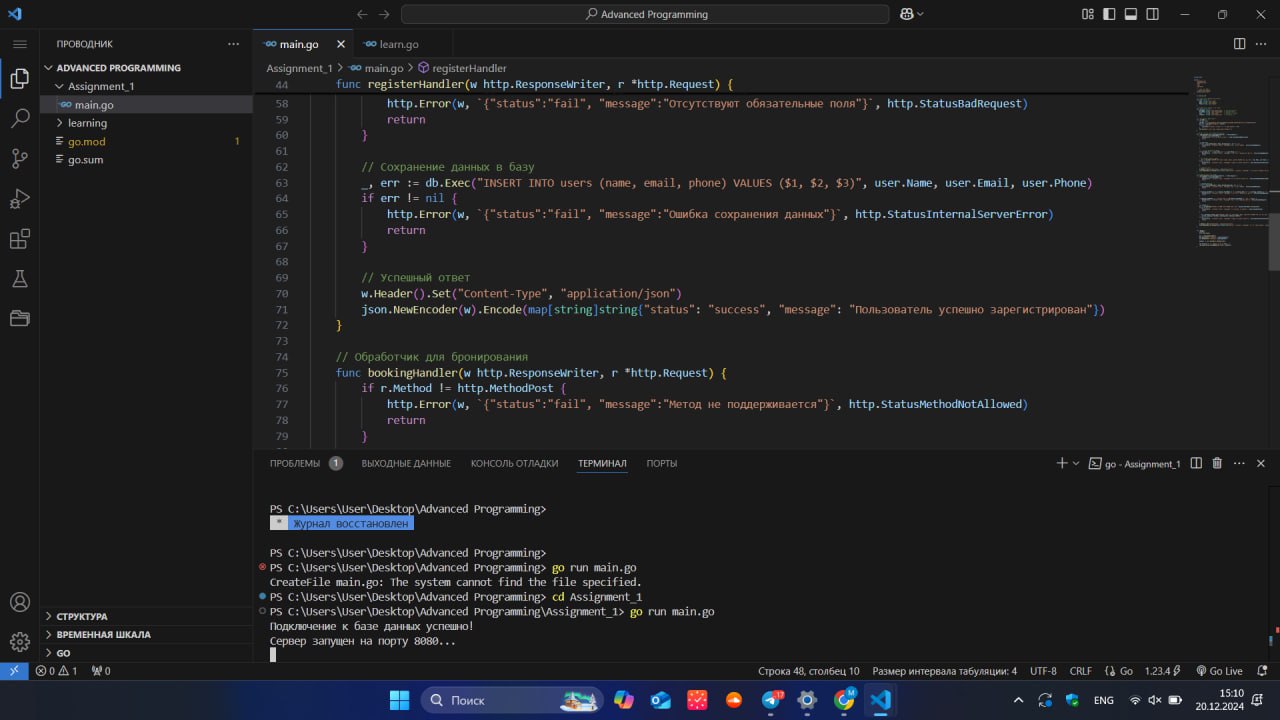 Advanced Programming
ПРОВОДНИК
ADVANCED PROGRAMMING
Assignment_1
main.go
learning
go.mod 1
go.sum
СТРУКТУРА
ВРЕМЕННАЯ ШКАЛА
GO
main.go
learn.go
Assignment_1 > main.go > registerHandler
44 func registerHandler(w http.ResponseWriter, r *http.Request) {
58 http.Error(w, `{"status":"fail", "message":"Отсутствуют обязательные поля"}`, http.StatusBadRequest)
59 return
60 }
61
62 // Сохранение данных в базу
63 _, err := db.Exec("INSERT INTO users (name, email, phone) VALUES ($1, $2, $3)", user.Name, user.Email, user.Phone)
64 if err != nil {
65 http.Error(w, `{"status":"fail", "message":"Ошибка сохранения данных"}`, http.StatusInternalServerError)
66 return
67 }
68
69 // Успешный ответ
70 w.Header().Set("Content-Type", "application/json")
71 json.NewEncoder(w).Encode(map[string]string{"status": "success", "message": "Пользователь успешно зарегистрирован"})
72 }
73
74 // Обработчик для бронирования
75 func bookingHandler(w http.ResponseWriter, r *http.Request) {
76 if r.Method != http.MethodPost {
77 http.Error(w, `{"status":"fail", "message":"Метод не поддерживается"}`, http.StatusMethodNotAllowed)
78 return
79 }
ПРОБЛЕМЫ 1 ВЫХОДНЫЕ ДАННЫЕ КОНСОЛЬ ОТЛАДКИ ТЕРМИНАЛ ПОРТЫ
go - Assignment_1
PS C:\Users\User\Desktop\Advanced Programming>
* Журнал восстановлен
PS C:\Users\User\Desktop\Advanced Programming>
PS C:\Users\User\Desktop\Advanced Programming> go run main.go
CreateFile main.go: The system cannot find the file specified.
PS C:\Users\User\Desktop\Advanced Programming> cd Assignment_1
PS C:\Users\User\Desktop\Advanced Programming\Assignment_1> go run main.go
Подключение к базе данных успешно!
Сервер запущен на порту 8080...
0 1 0 Строка 48, столбец 10 Размер интервала табуляции: 4 UTF-8 CRLF Go 1.23.4 Go Live
Поиск
17
M
ENG
15:10
20.12.2024